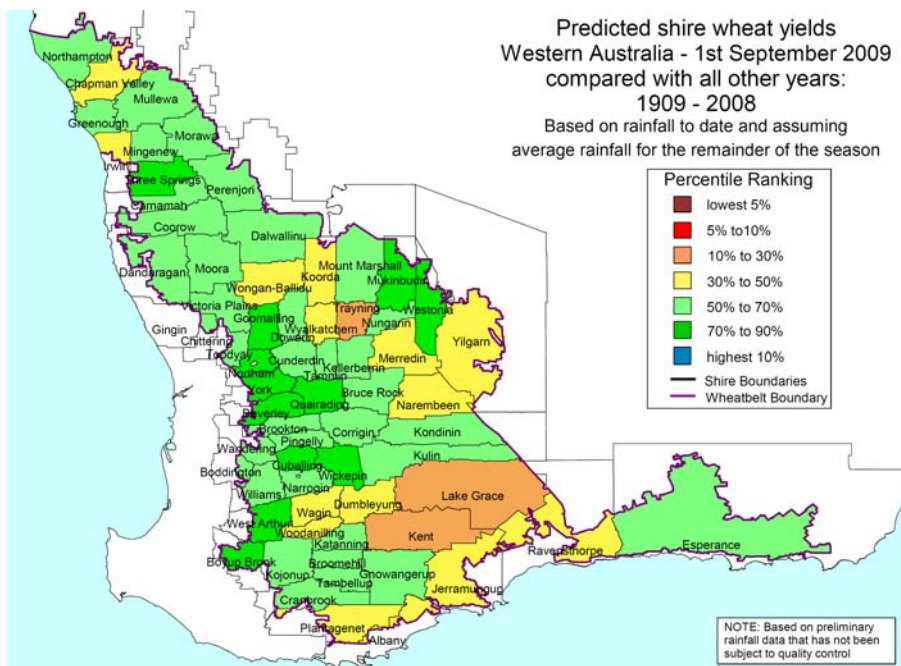 Predicted shire wheat yields
Western Australia - 1st September 2009
compared with all other years:
1909 - 2008
Based on rainfall to date and assuming
average rainfall for the remainder of the season
Percentile Ranking
lowest 5%
5% to10%
10% to 30%
30% to 50%
50% to 70%
70% to 90%
highest 10%
Shire Boundaries
Wheatbelt Boundary
Northampton
Chapman Valley
Mullewa
Greenough
Morawa
Mingenew
Irwin
Three Springs
Perenjori
Carnamah
Coorow
Dalwallinu
Dandaragan
Moora
Koorda
Mount Marshall
Mukinbudin
Wongan-Ballidu
Victoria Plains
Trayning
Westonia
Goomalling
Nungarin
Gingin
Wyalkatchem
Dowerin
Yilgarn
Chittering
Toodyay
Cunderdin
Merredin
Kellerberrin
Northam
Tammin
York
Bruce Rock
Quairading
Narembeen
Beverley
Brookton
Corrigin
Kondinin
Pingelly
Wandering
Kulin
Cuballing
Boddington
Wickepin
Narrogin
Williams
Lake Grace
Dumbleyung
West Arthur
Wagin
Woodanilling
Kent
Katanning
Ravensthorpe
Esperance
Boyup Brook
Broomehill
Kojonup
Gnowangerup
Tambellup
Jerramungup
Cranbrook
Plantagenet
Albany
NOTE: Based on preliminary
rainfall data that has not been
subject to quality control